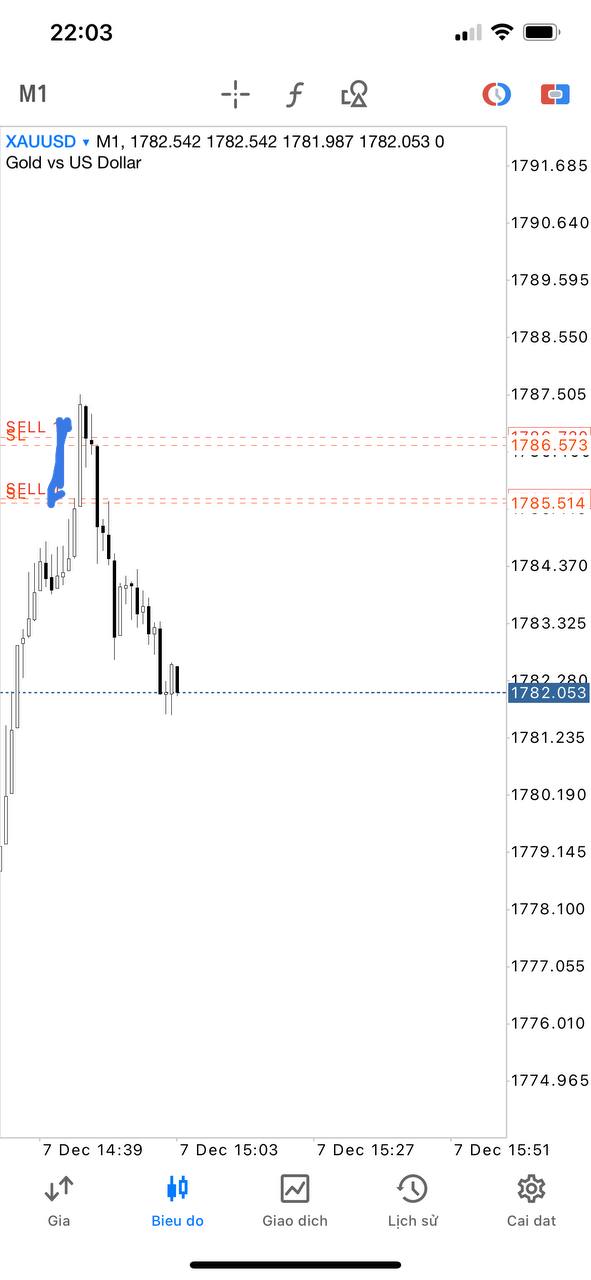 22:03
M1
XAUUSD ▾ M1, 1782.542 1782.542 1781.987 1782.053 0
Gold vs US Dollar
1791.685
1790.640
1789.595
1788.550
1787.505
SELL
SE
1786.573
SELL
SE
1785.514
1784.370
1783.325
1782.280
1782.053
1781.235
1780.190
1779.145
1778.100
1777.055
1776.010
1774.965
7 Dec 14:39 7 Dec 15:03 7 Dec 15:27 7 Dec 15:51
Gia Bieu do Giao dich Lịch sử Cai dat